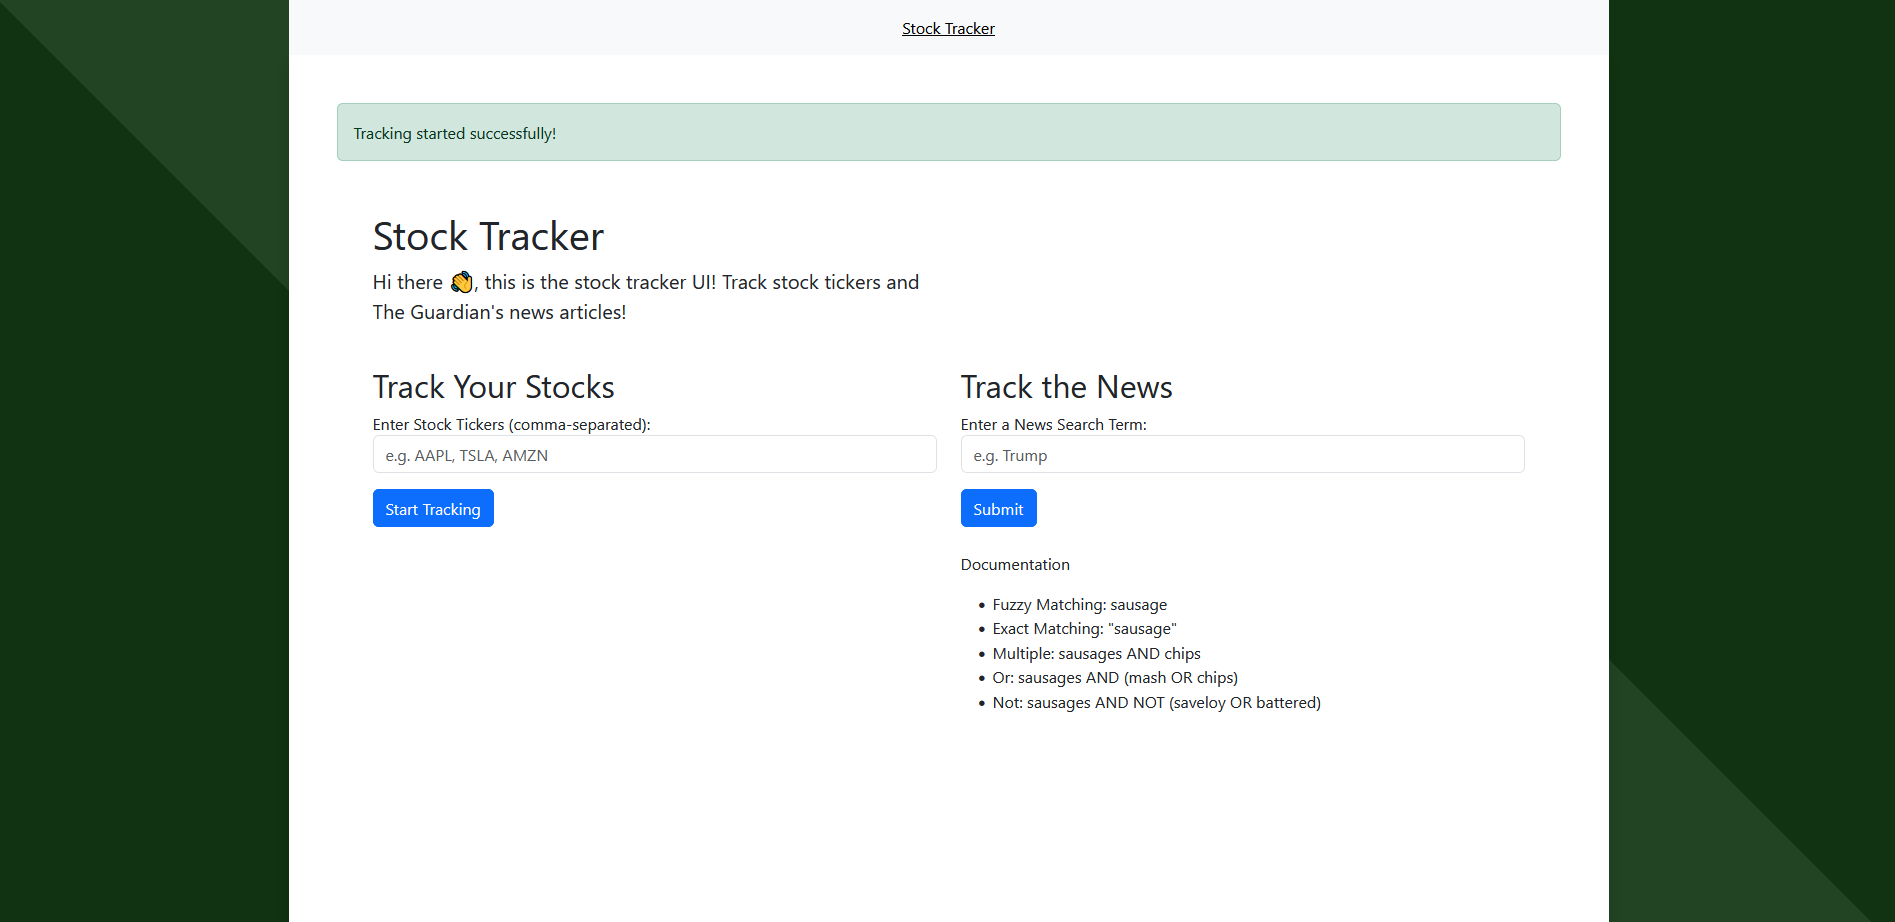 Stock Tracker
Tracking started successfully!
Stock Tracker
Hi there 👏, this is the stock tracker UI! Track stock tickers and
The Guardian's news articles!
Track Your Stocks
Enter Stock Tickers (comma-separated):
e.g. AAPL, TSLA, AMZN
Start Tracking
Track the News
Enter a News Search Term:
e.g. Trump
Submit
Documentation
• Fuzzy Matching: sausage
• Exact Matching: "sausage"
• Multiple: sausages AND chips
• Or: sausages AND (mash OR chips)
• Not: sausages AND NOT (saveloy OR battered)